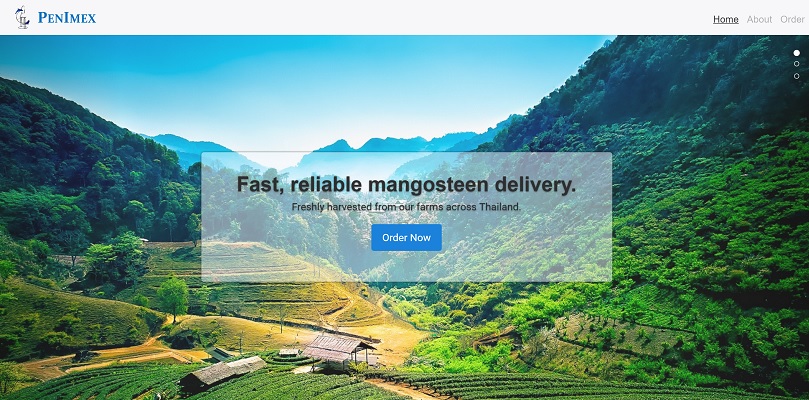 PenImex
Home About Order
Fast, reliable mangosteen delivery.
Freshly harvested from our farms across Thailand.
Order Now